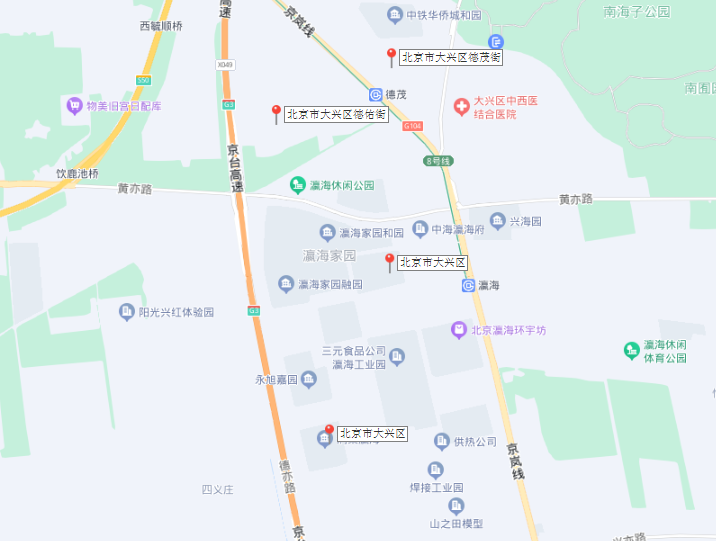 高速
京岚线
中铁华侨城和园
南海子公园
西毓顺桥
北京市大兴区德茂街
X049
S50
南囿
物美旧宫日配库
G3
德茂
大兴区中西医
结合医院
北京市大兴区德佑街
G104
京台高速
8号线
饮鹿池桥
黄亦路
瀛海休闲公园
黄亦路
瀛海家园和园
中海瀛海府
兴海园
瀛海家园
北京市大兴区
瀛海家园融园
瀛海
G3
阳光兴红体验园
北京瀛海环宇坊
三元食品公司
瀛海工业园
瀛海休闲
体育公园
永旭嘉园
北京市大兴区
供热公司
京岚线
德亦路
四义庄
焊接工业园
山之田模型
京台
兴亦路